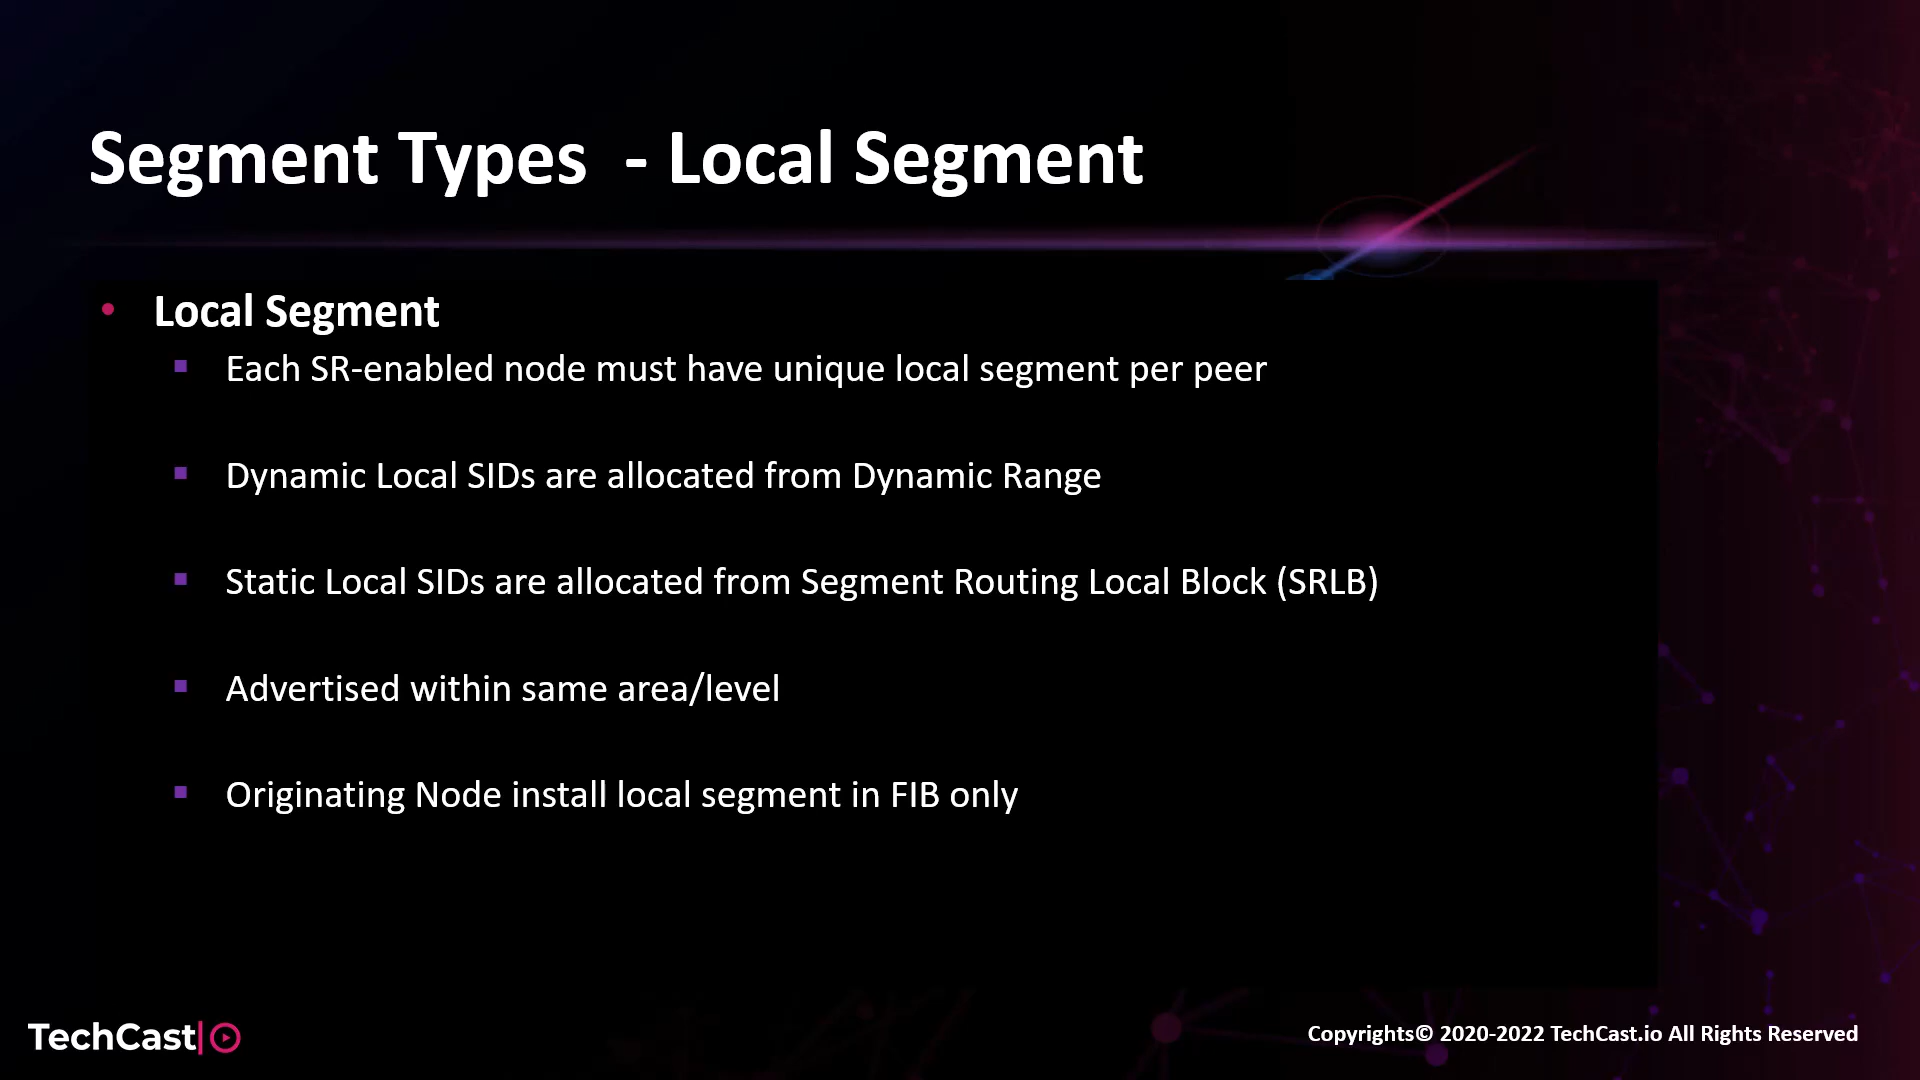 Segment Types  - Local Segment
• Local Segment
▪ Each SR-enabled node must have unique local segment per peer
▪ Dynamic Local SIDs are allocated from Dynamic Range
▪ Static Local SIDs are allocated from Segment Routing Local Block (SRLB)
▪ Advertised within same area/level
▪ Originating Node install local segment in FIB only
TechCast|
Copyrights© 2020-2022 TechCast.io All Rights Reserved